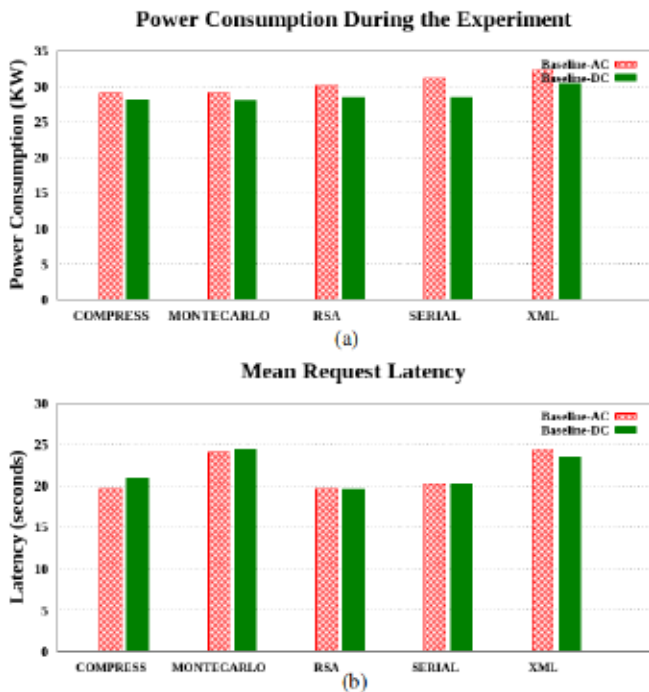 Power Consumption During the Experiment
Power Consumption (KW)
35
30
25
20
15
10
5
0
Baseline-AC
Baseline-DC
COMPRESS MONTECARLO RSA SERIAL XML
(a)
Mean Request Latency
Latency (seconds)
30
25
20
15
10
5
0
Baseline-AC
Baseline-DC
COMPRESS MONTECARLO RSA SERIAL XML
(b)